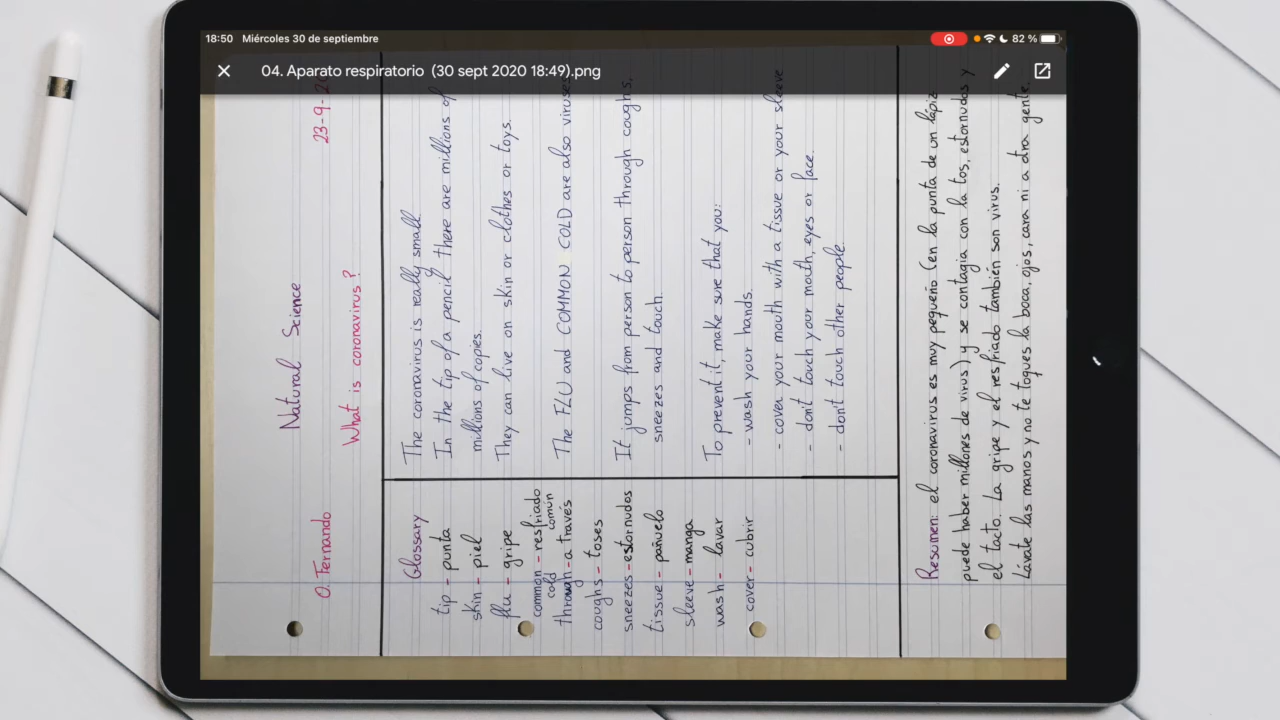 18:50 Miércoles 30 de septiembre
82 %
04. Aparato respiratorio (30 sept 2020 18:49).png
Natural Science
O. Fernando
23-9-2
What is coronavirus?
Glossary
tip - punta
skin - piel
flu - gripe
common cold - resfriado común
through - a través
coughs - toses
sneezes - estornudos
tissue - pañuelo
sleeve - manga
wash - lavar
cover - cubrir
The coronavirus is really small
In the tip of a pencil there are millions of
millions of copies.
They can live on skin or clothes or toys.
The FLU and COMMON COLD are also viruses
It jumps from person to person through coughs,
sneezes and touch.
To prevent it, make sure that you:
- wash your hands.
- cover your mouth with a tissue or your sleeve
- don't touch your mouth, eyes or face.
- don't touch other people
Resumen: el coronavirus es muy pequeño (en la punta de un lápiz
puede haber millones de virus) y se contagia con la tos, estornudos y
el tacto. La gripe y el resfriado también son virus.
Lávate las manos y no te toques la boca, ojos, cara ni a otra gente.